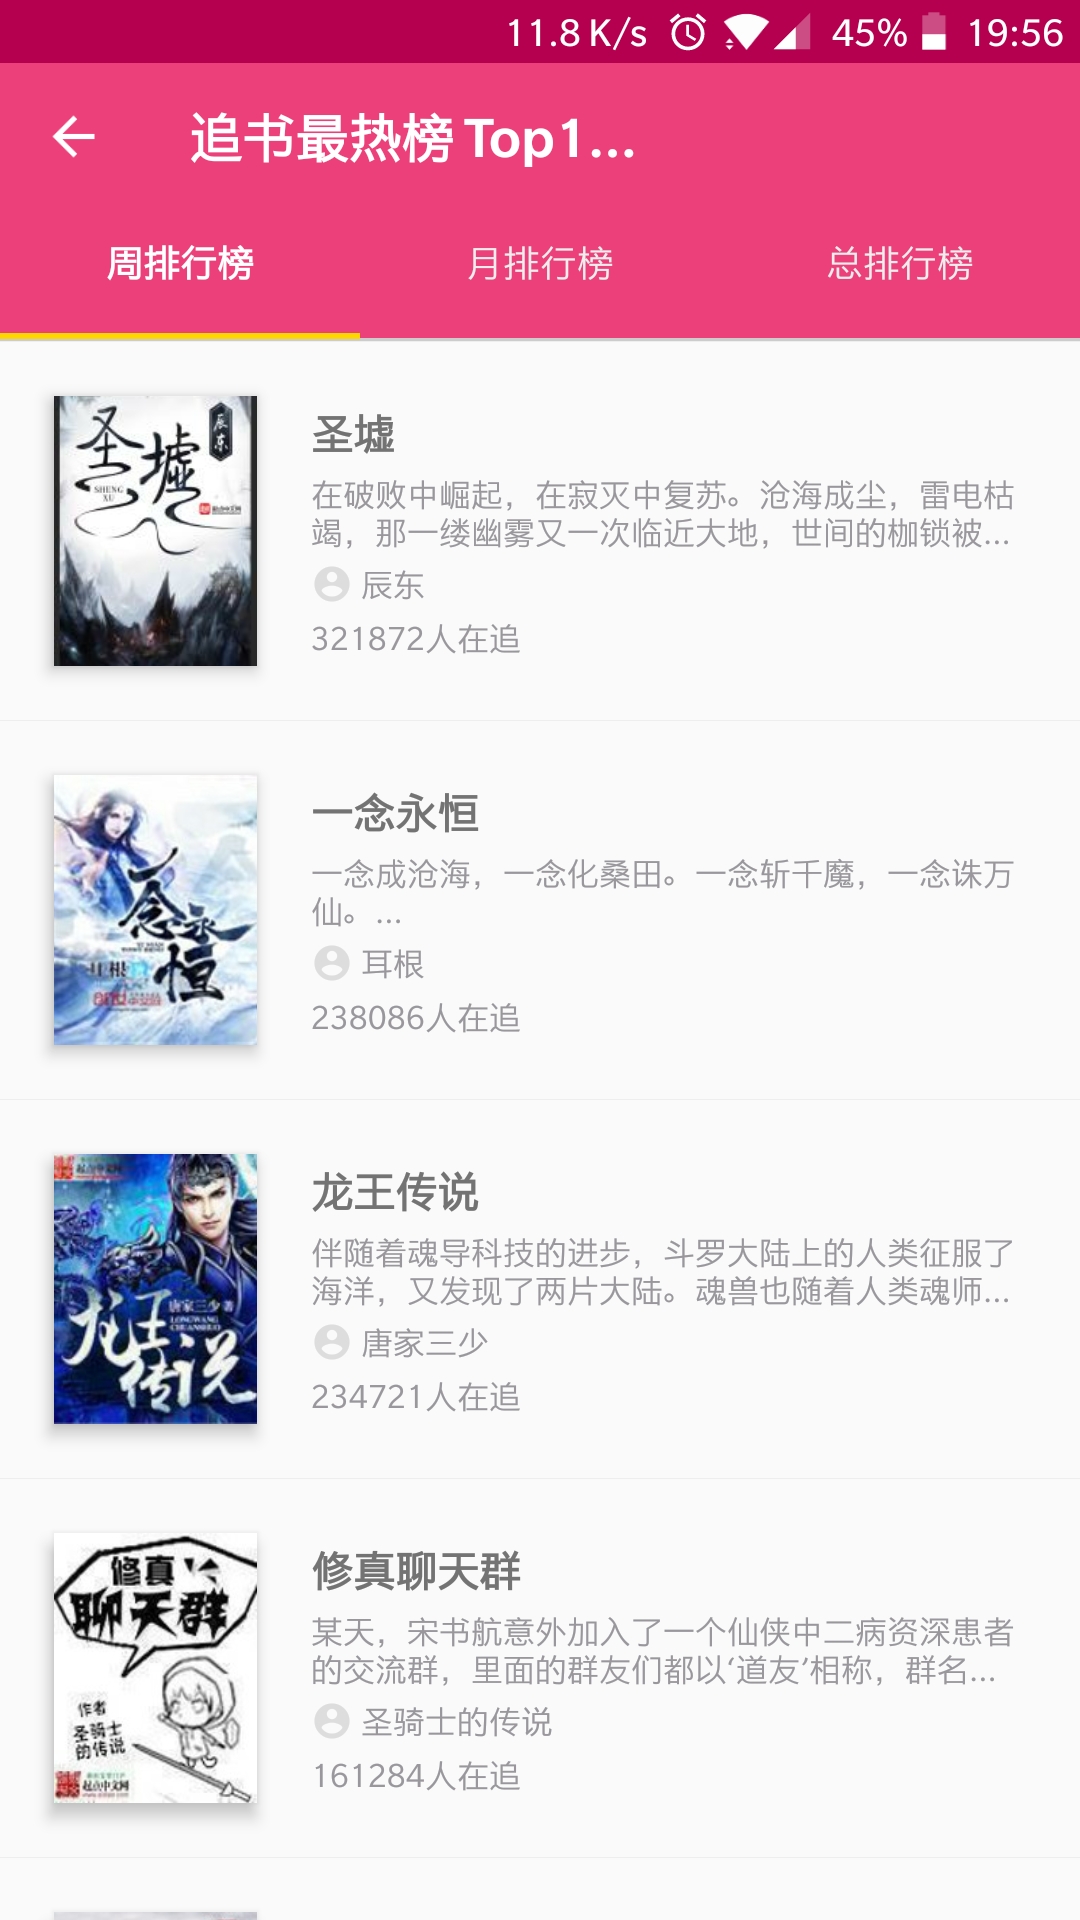 11.8 K/s 45% 19:56
追书最热榜 Top1...
周排行榜 月排行榜 总排行榜
圣墟
辰东
SHENG
XU
圣墟
在破败中崛起，在寂灭中复苏。沧海成尘，雷电枯
竭，那一缕幽雾又一次临近大地，世间的枷锁被...
辰东
321872人在追
一念永恒
耳根
一念永恒
一念成沧海，一念化桑田。一念斩千魔，一念诛万
仙。...
耳根
238086人在追
起点中文网
唐家三少 著
LONGWANG
CHUANSHUO
龙王传说
龙王传说
伴随着魂导科技的进步，斗罗大陆上的人类征服了
海洋，又发现了两片大陆。魂兽也随着人类魂师...
唐家三少
234721人在追
修真
聊天群
作者
圣骑士
的传说
起点中文网
修真聊天群
某天，宋书航意外加入了一个仙侠中二病资深患者
的交流群，里面的群友们都以‘道友’相称，群名...
圣骑士的传说
161284人在追